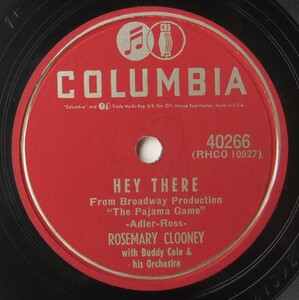 CBS
COLUMBIA
"Columbia" and Trade Marks Reg. U.S. Pat. Off. Marcas Registradas. Made in U.S.A.
40266
(RHCO 10927)
HEY THERE
From Broadway Production
"The Pajama Game"
-Adler-Ross-
ROSEMARY CLOONEY
with Buddy Cole &
his Orchestra